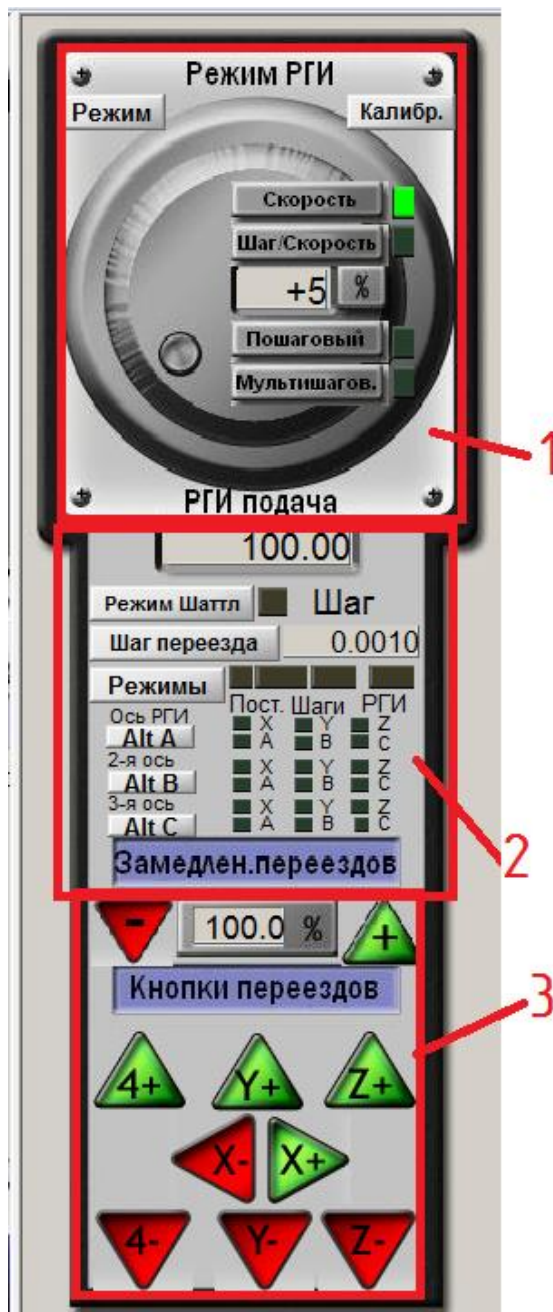 Режим РГИ
Режим Калибр.
Скорость
Шаг/Скорость
+5 %
Пошаговый
Мультишагов.
1
РГИ подача
100.00
Режим Шаттл Шаг
Шаг переезда 0.0010
Режимы
Пост. Шаги РГИ
Ось РГИ X Y Z
Alt A A B C
2-я ось X Y Z
Alt B A B C
3-я ось X Y Z
Alt C A B C
2
Замедлен.переездов
- 100.0 % +
Кнопки переездов
3
4+ Y+ Z+
X- X+
4- Y- Z-